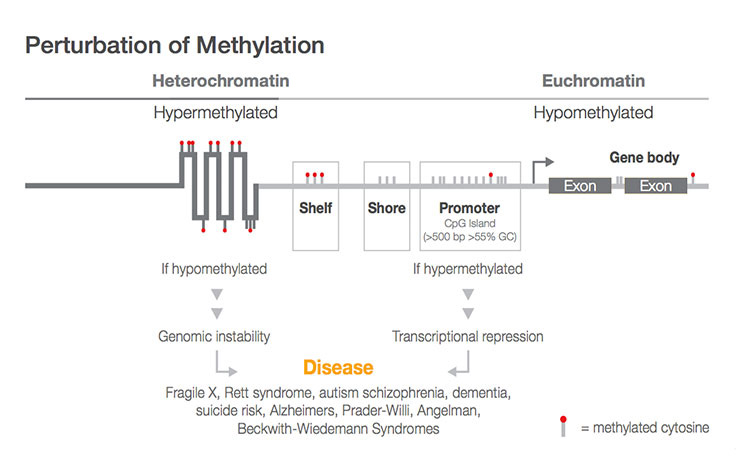 Perturbation of Methylation
Heterochromatin
Euchromatin
Hypermethylated
Hypomethylated
Gene body
Exon
Exon
Shelf
Shore
Promoter
CpG Island
(>500 bp >55% GC)
If hypomethylated
If hypermethylated
Genomic instability
Transcriptional repression
Disease
Fragile X, Rett syndrome, autism schizophrenia, dementia,
suicide risk, Alzheimers, Prader-Willi, Angelman,
Beckwith-Wiedemann Syndromes
= methylated cytosine